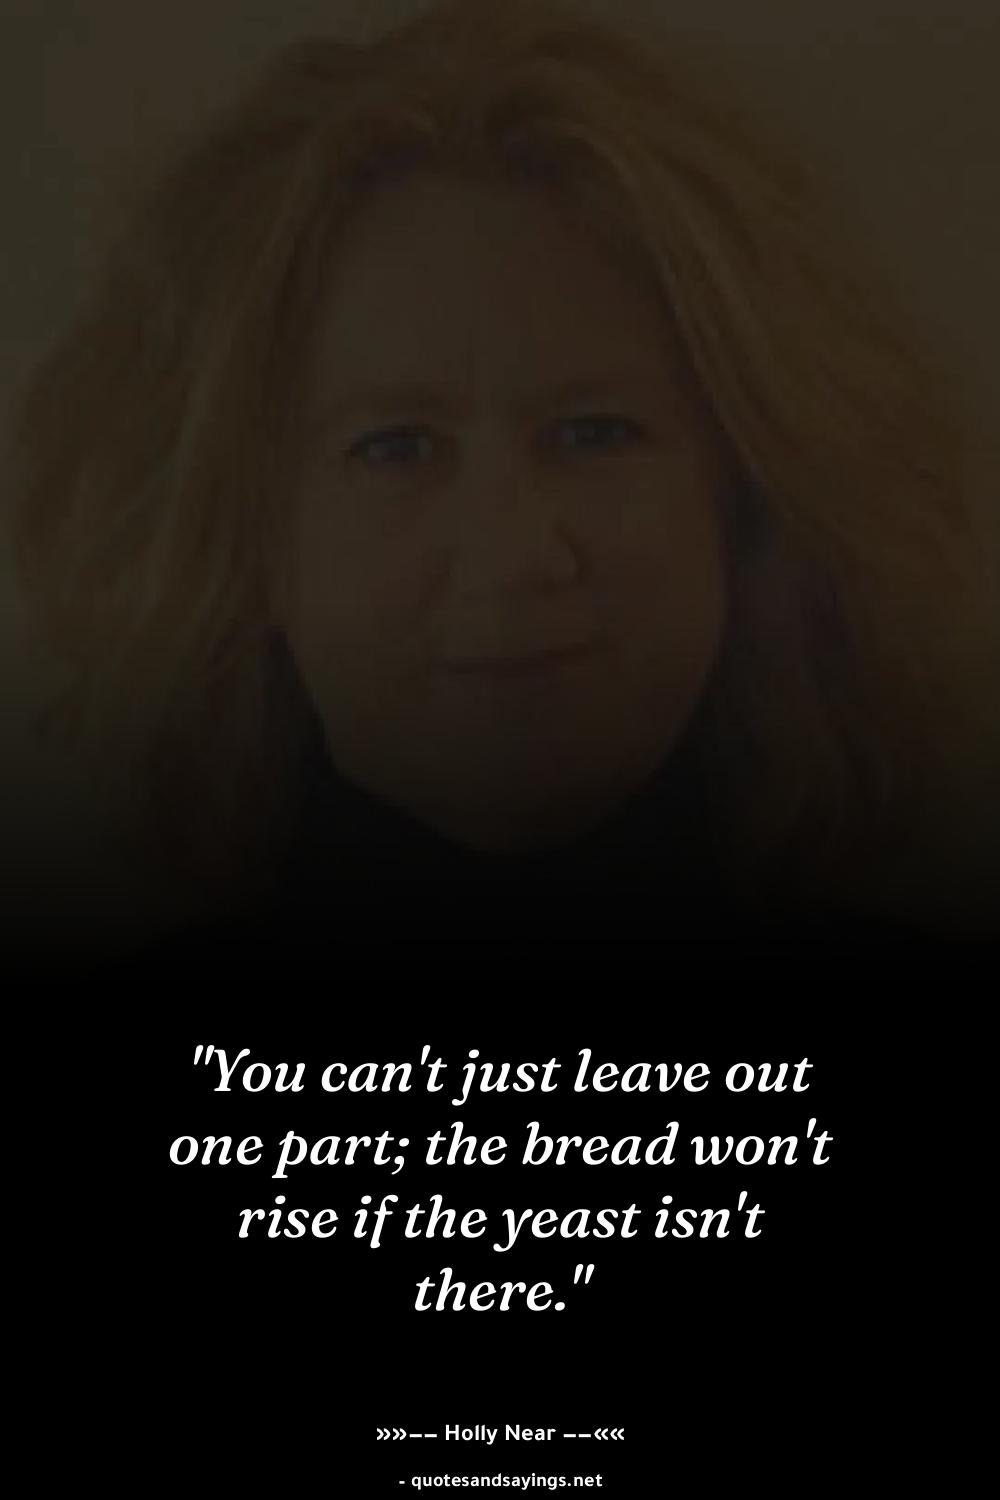 "You can't just leave out
one part; the bread won't
rise if the yeast isn't
there."
»»—— Holly Near ——««
- quotesandsayings.net